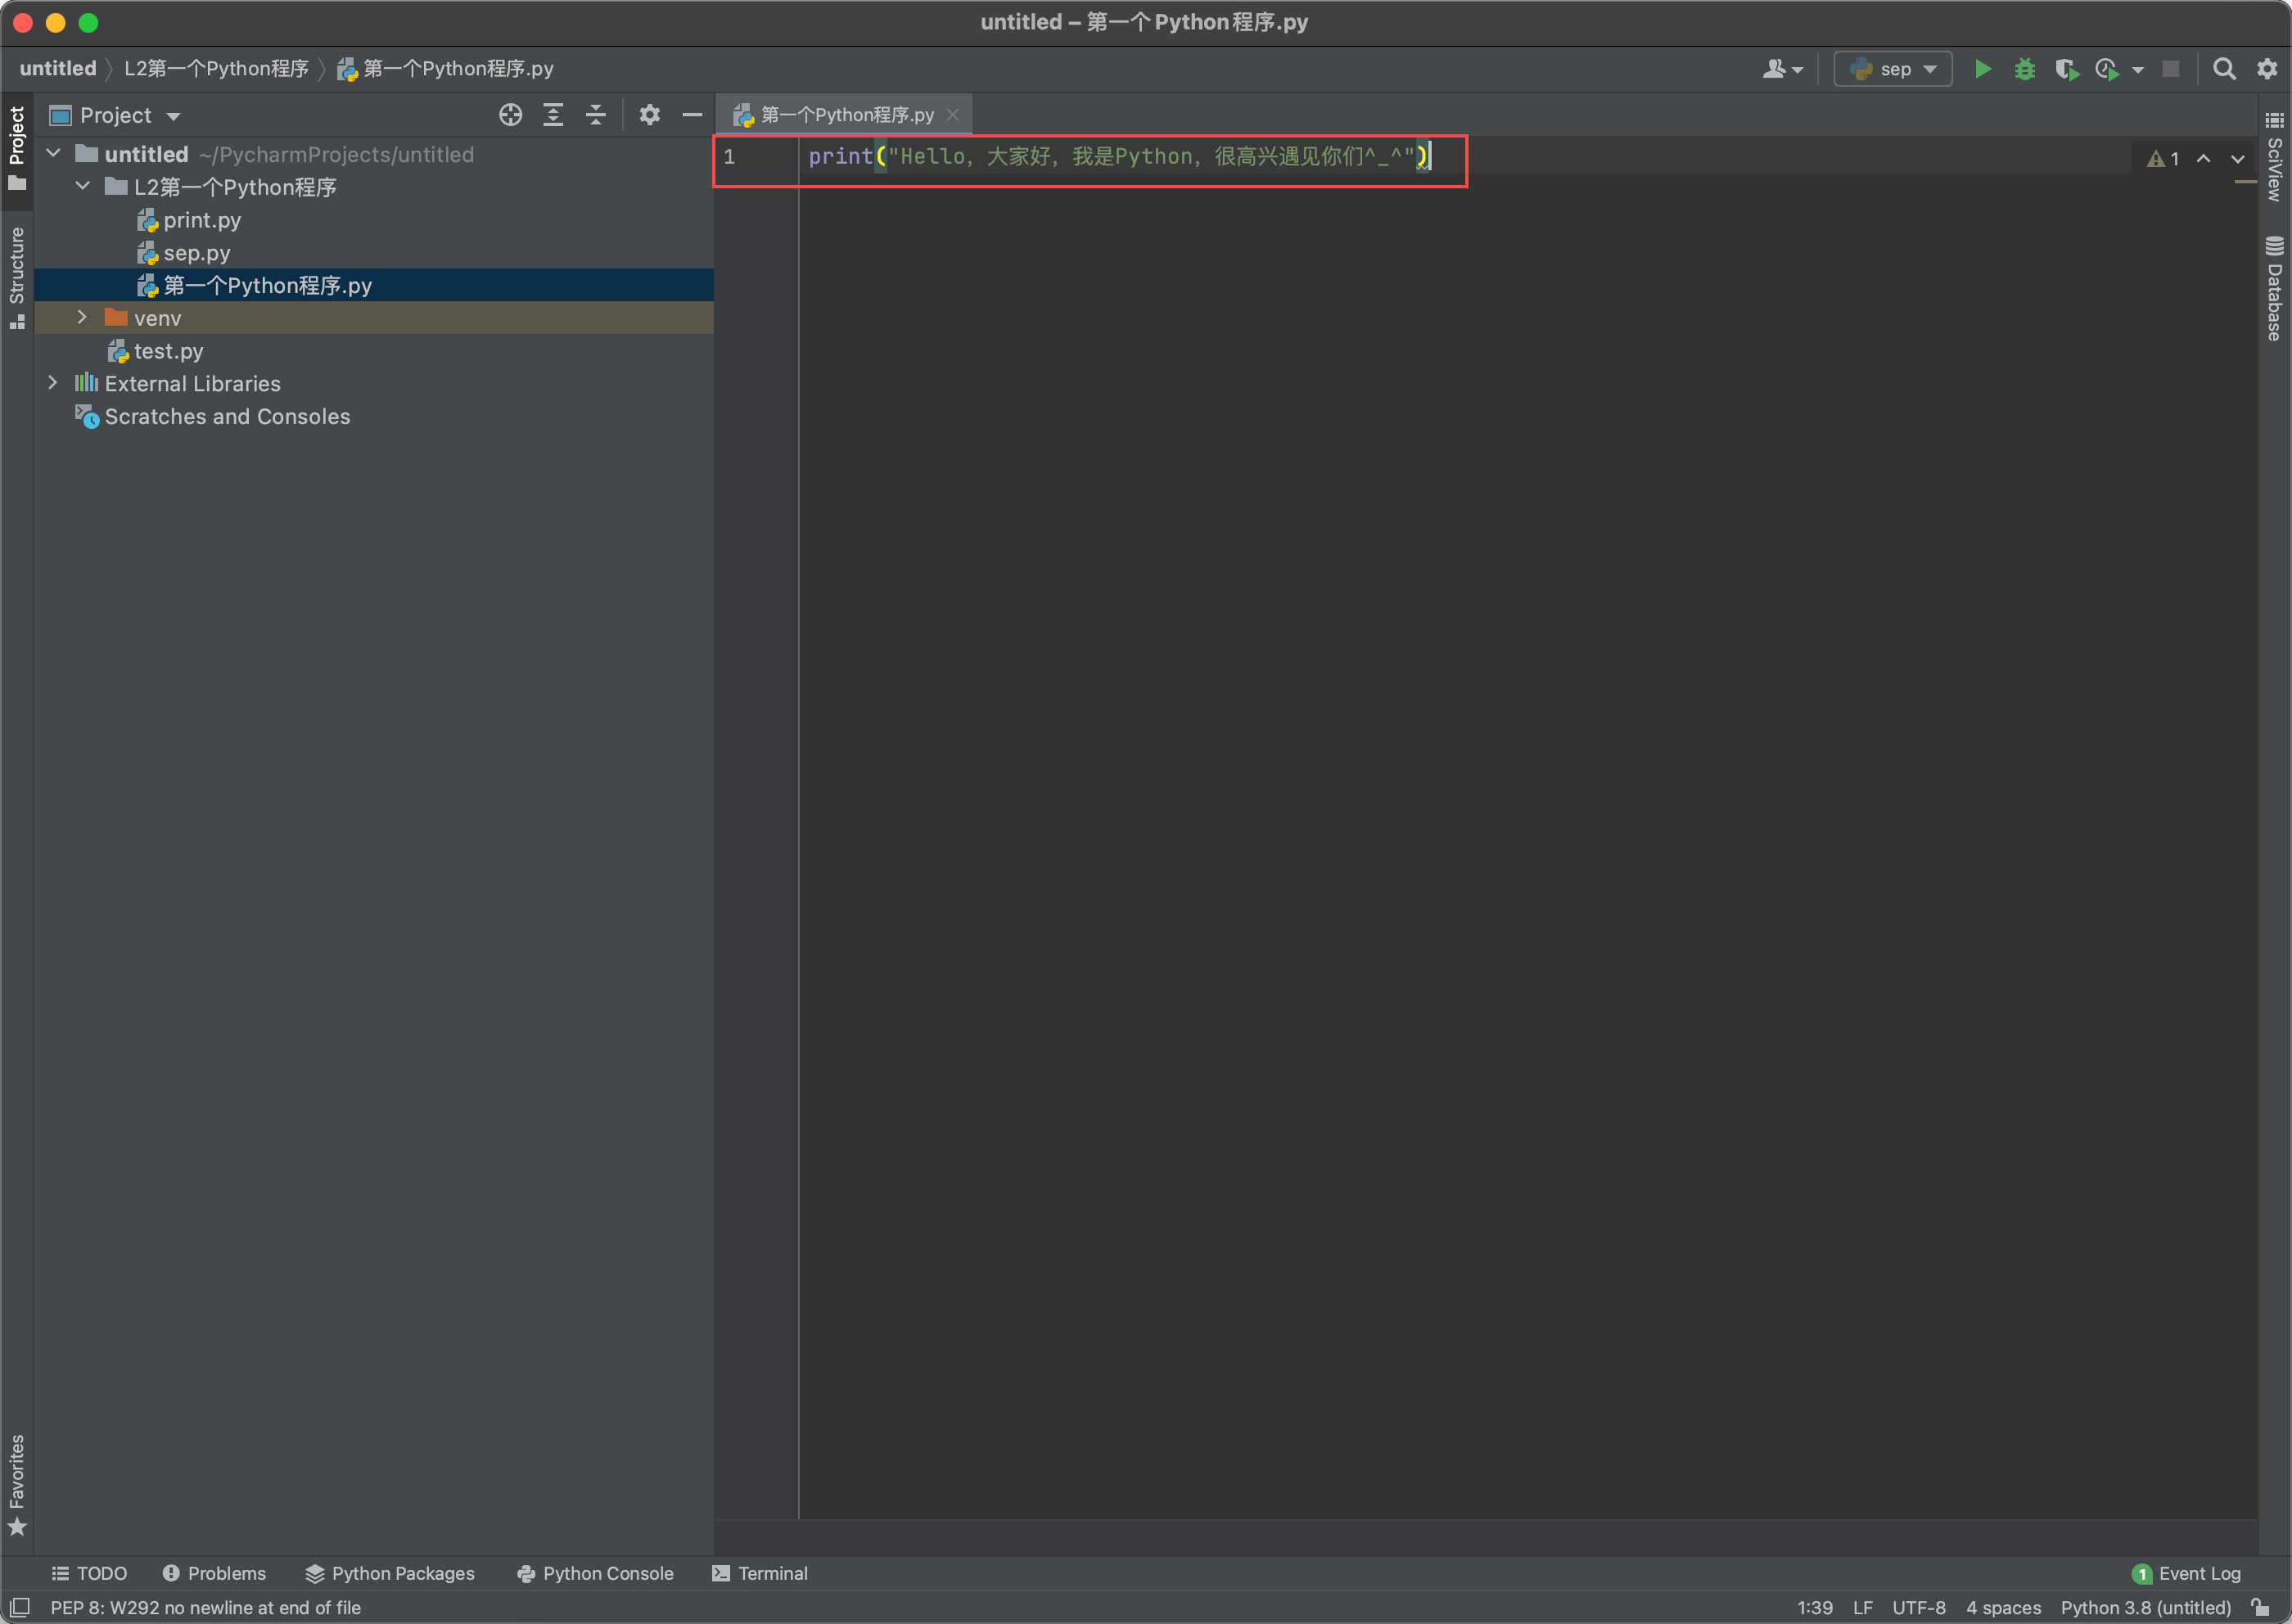 untitled – 第一个Python程序.py
untitled L2第一个Python程序 第一个Python程序.py sep
Project
Project
第一个Python程序.py
untitled ~/PycharmProjects/untitled
1 print("Hello，大家好，我是Python，很高兴遇见你们^_^")
1
L2第一个Python程序
print.py
sep.py
第一个Python程序.py
venv
test.py
External Libraries
Scratches and Consoles
Structure
Favorites
SciView
Database
TODO Problems Python Packages Python Console Terminal 1 Event Log
PEP 8: W292 no newline at end of file 1:39 LF UTF-8 4 spaces Python 3.8 (untitled)